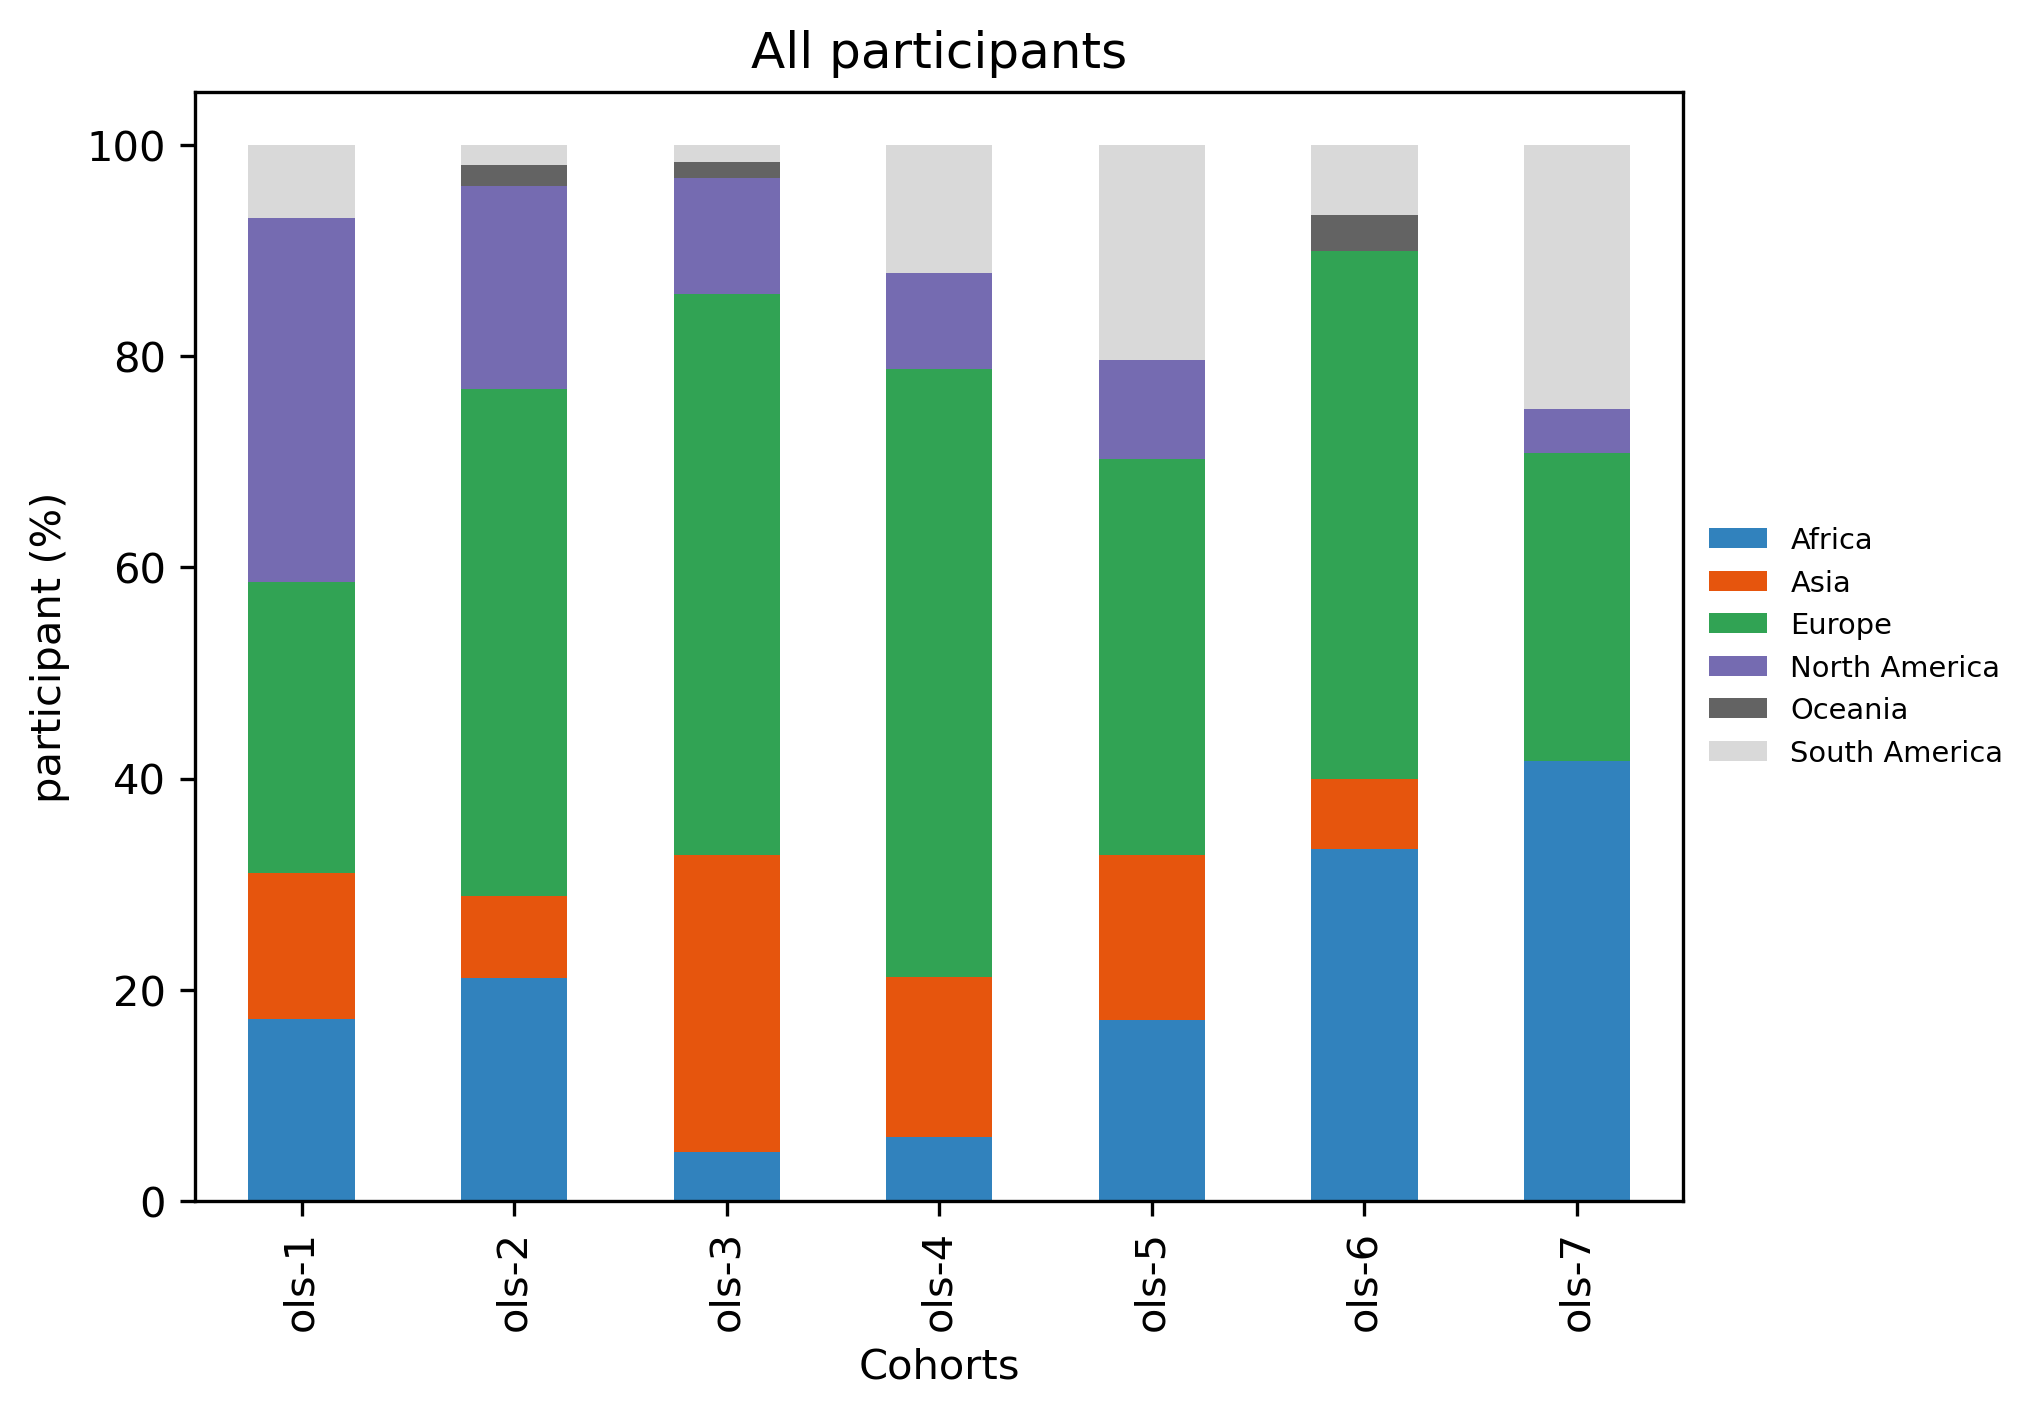 All participants
participant (%)
100
80
60
40
20
0
ols-1
ols-2
ols-3
ols-4
ols-5
ols-6
ols-7
Cohorts
Africa
Asia
Europe
North America
Oceania
South America